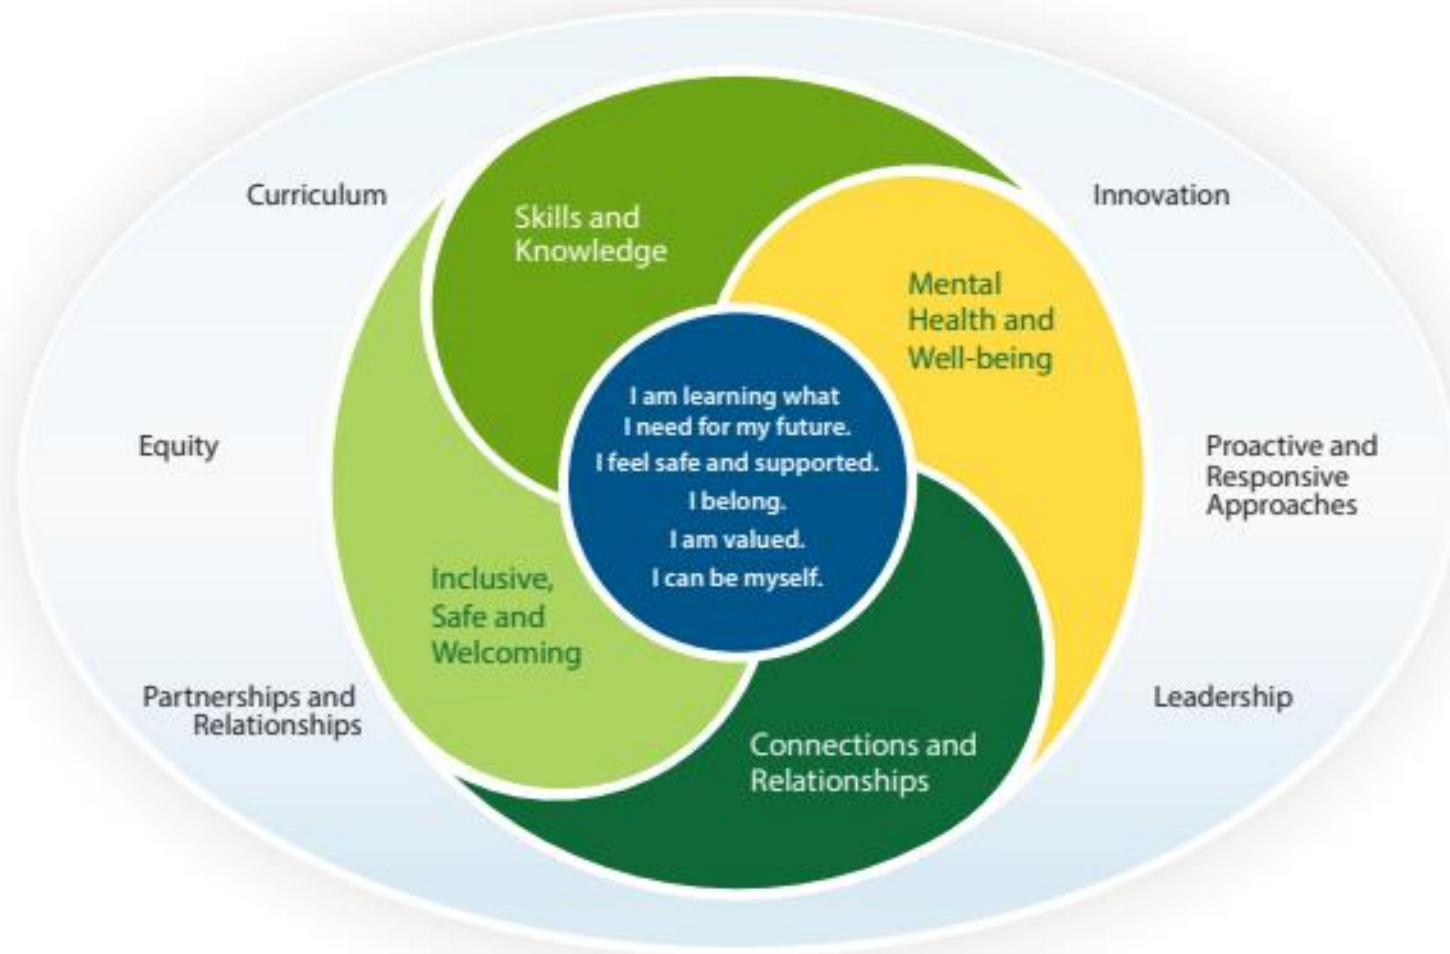 Curriculum
Innovation
Skills and
Knowledge
Mental
Health and
Well-being
I am learning what
I need for my future.
I feel safe and supported.
I belong.
I am valued.
I can be myself.
Equity
Proactive and
Responsive
Approaches
Inclusive,
Safe and
Welcoming
Partnerships and
Relationships
Leadership
Connections and
Relationships